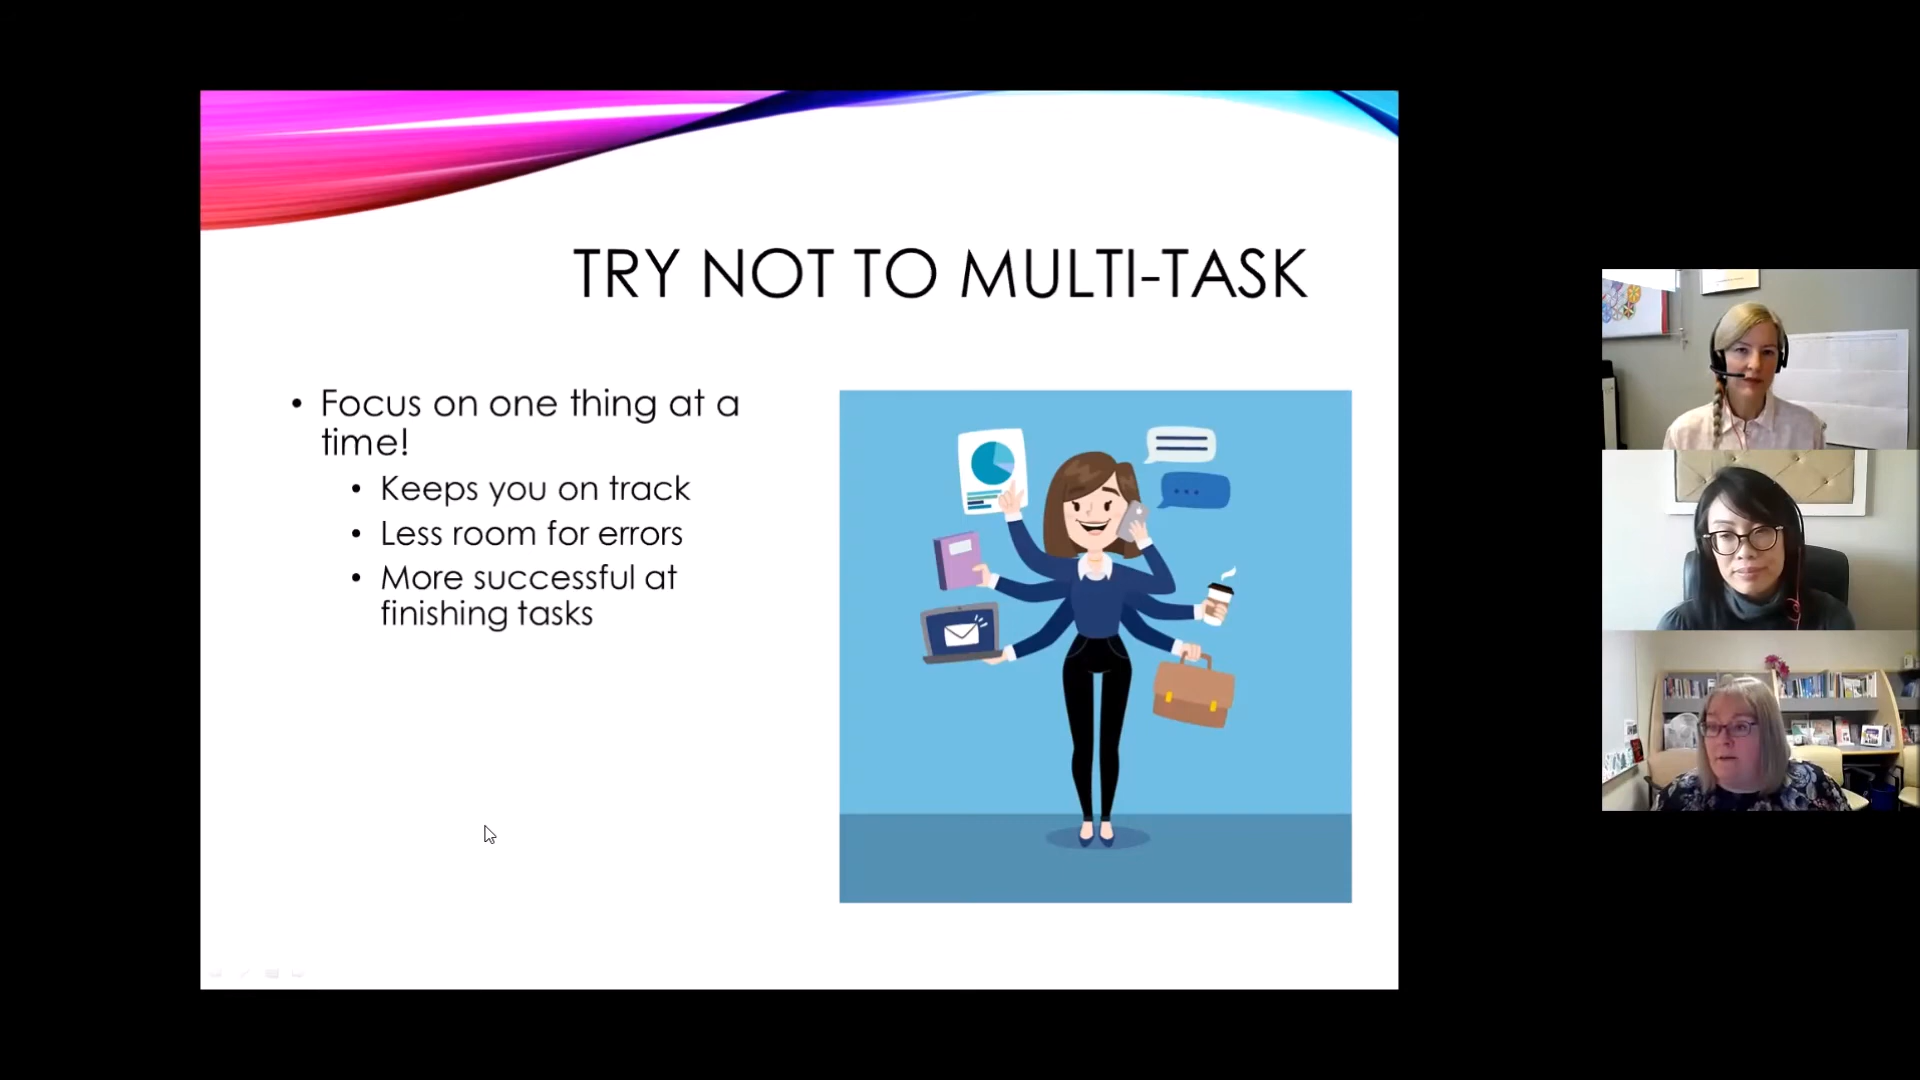 TRY NOT TO MULTI-TASK
• Focus on one thing at a
time!
• Keeps you on track
• Less room for errors
• More successful at
finishing tasks